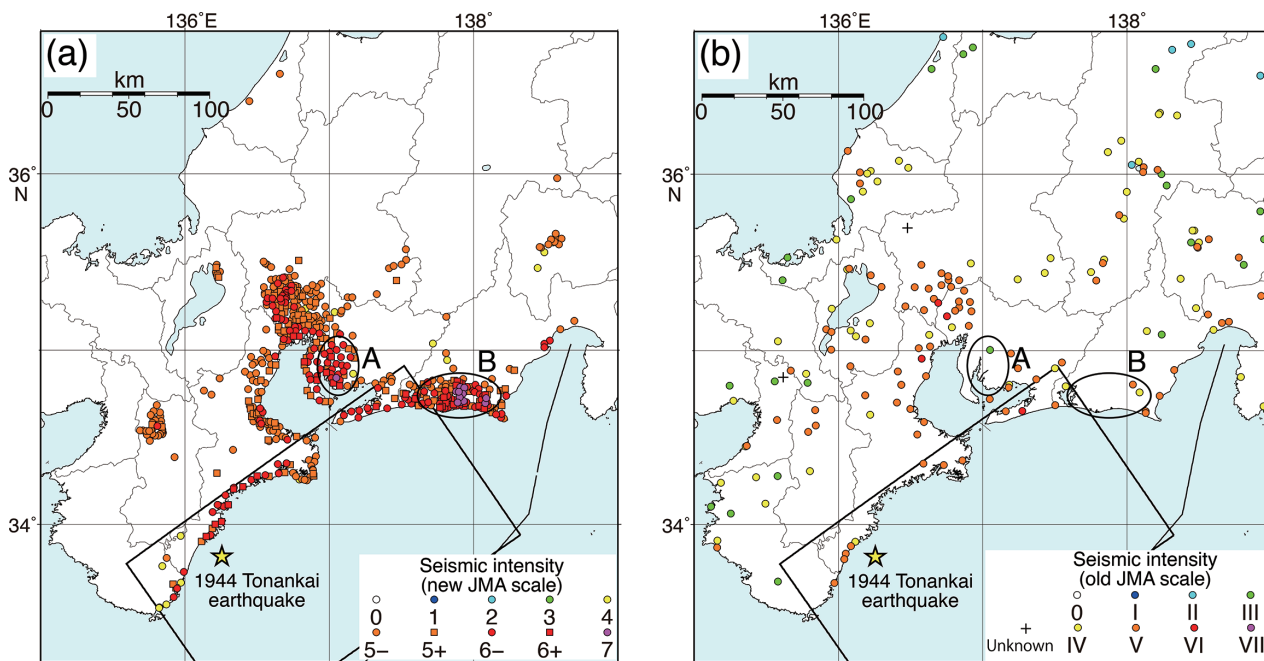 136°E 138°
(a)
km
0 50 100
36°
N
A
B
34°
1944 Tonankai
earthquake
Seismic intensity
(new JMA scale)
0 1 2 3 4
5− 5+ 6− 6+ 7
136°E 138°
(b)
km
0 50 100
36°
N
A
B
34°
1944 Tonankai
earthquake
Seismic intensity
(old JMA scale)
0 I II III
Unknown IV V VI VII